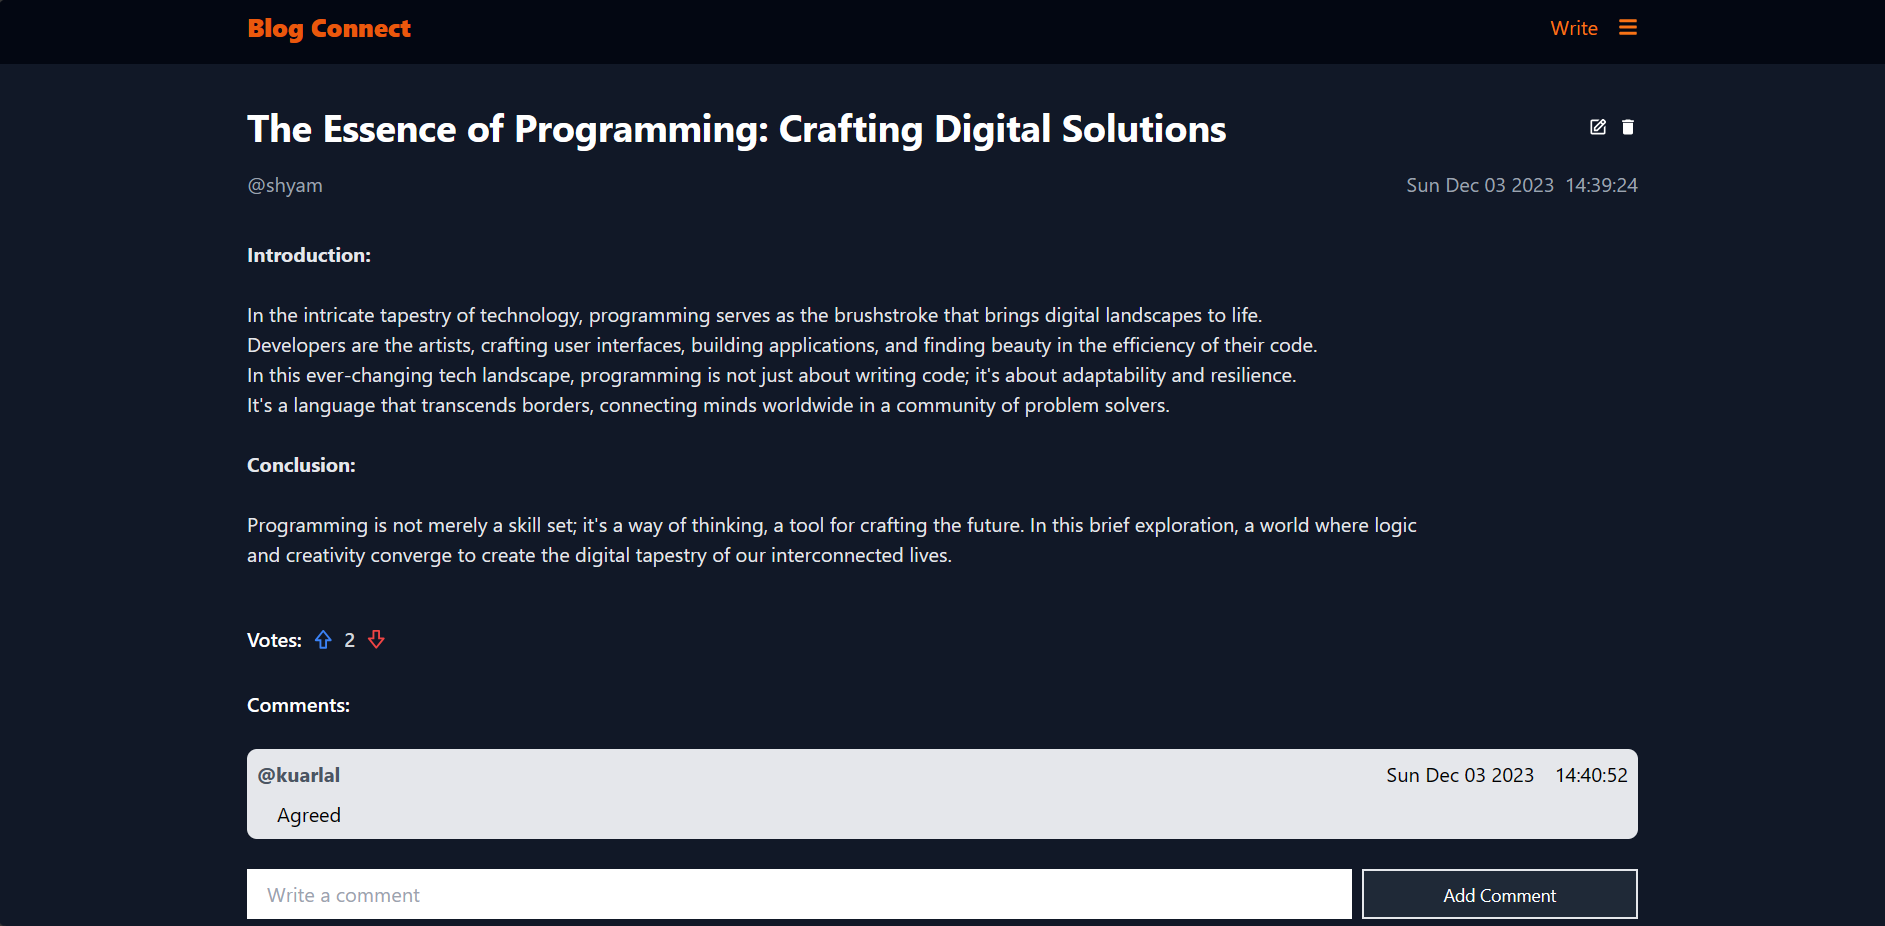 Blog Connect
Write
The Essence of Programming: Crafting Digital Solutions
@shyam
Sun Dec 03 2023 14:39:24
Introduction:
In the intricate tapestry of technology, programming serves as the brushstroke that brings digital landscapes to life.
Developers are the artists, crafting user interfaces, building applications, and finding beauty in the efficiency of their code.
In this ever-changing tech landscape, programming is not just about writing code; it's about adaptability and resilience.
It's a language that transcends borders, connecting minds worldwide in a community of problem solvers.
Conclusion:
Programming is not merely a skill set; it's a way of thinking, a tool for crafting the future. In this brief exploration, a world where logic
and creativity converge to create the digital tapestry of our interconnected lives.
Votes: 2
Comments:
@kuarlal
Sun Dec 03 2023 14:40:52
Agreed
Write a comment
Add Comment